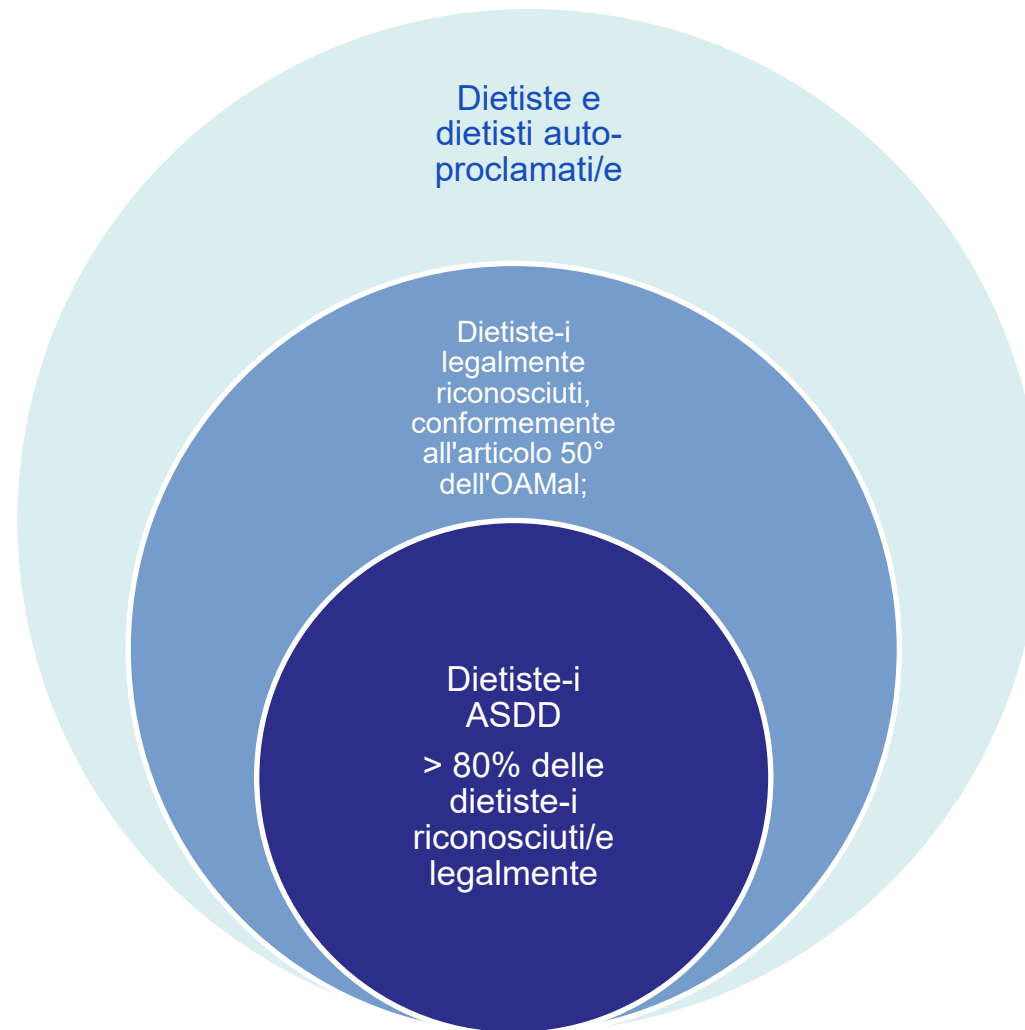 Dietiste e
dietisti auto-
proclamati/e
Dietiste-i
legalmente
riconosciuti,
conformemente
all'articolo 50°
dell'OAMal;
Dietiste-i
ASDD
> 80% delle
dietiste-i
riconosciuti/e
legalmente